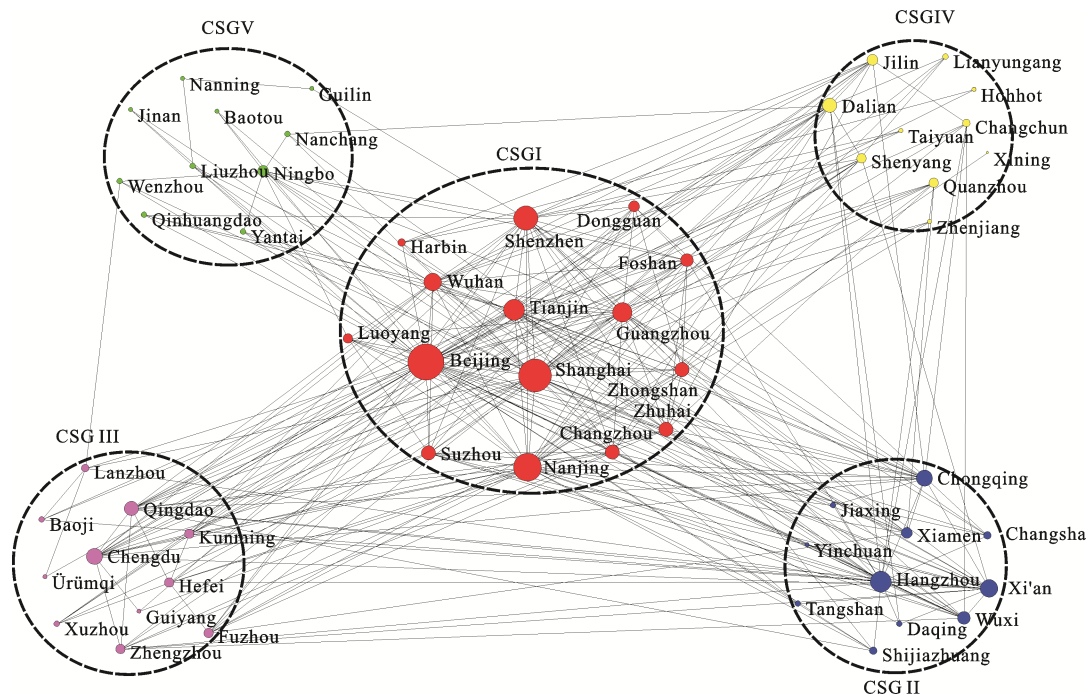 CSGV
Nanning
Guilin
Jinan
Baotou
Nanchang
Liuzhou
Ningbo
Wenzhou
Qinhuangdao
Yantai
CSGIV
Jilin
Lianyungang
Hohhot
Dalian
Taiyuan
Changchun
Shenyang
Xining
Quanzhou
Zhenjiang
CSGI
Shenzhen
Dongguan
Harbin
Wuhan
Foshan
Tianjin
Luoyang
Guangzhou
Beijing
Shanghai
Zhongshan
Zhuhai
Changzhou
Suzhou
Nanjing
CSG III
Lanzhou
Qingdao
Baoji
Kunming
Chengdu
Ürümqi
Hefei
Guiyang
Xuzhou
Fuzhou
Zhengzhou
Chongqing
Jiaxing
Xiamen
Changsha
Yinchuan
Hangzhou
Xi'an
Tangshan
Wuxi
Daqing
Shijiazhuang
CSG II